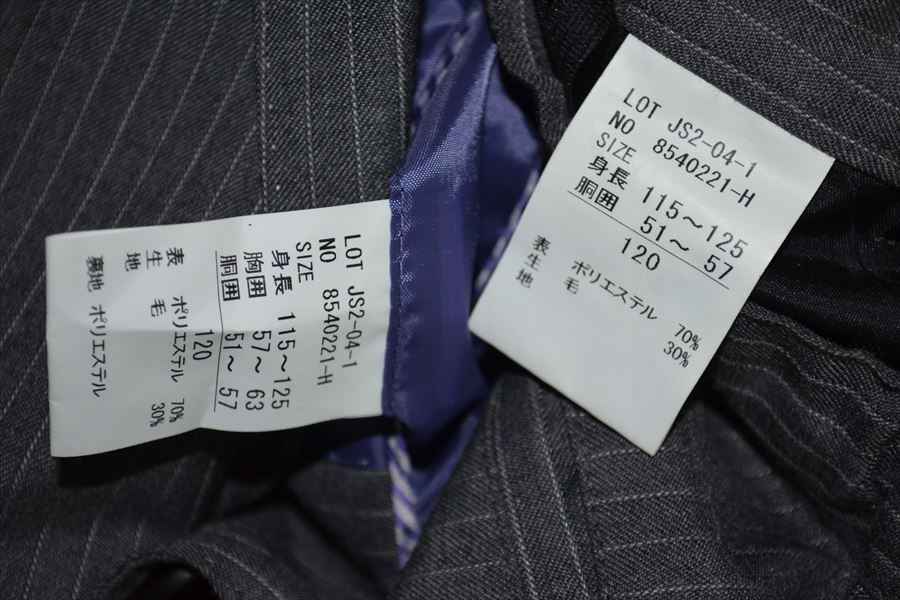 LOT JS2-04-1
NO 8540221-H
SIZE
身長 115～125
胸囲 57～ 63
胴囲 51～ 57
120
表生地 ポリエステル 70%
毛 30%
裏地 ポリエステル
LOT JS2-04-1
NO 8540221-H
SIZE
身長 115～125
胴囲 51～ 57
120
表生地 ポリエステル 70%
毛 30%